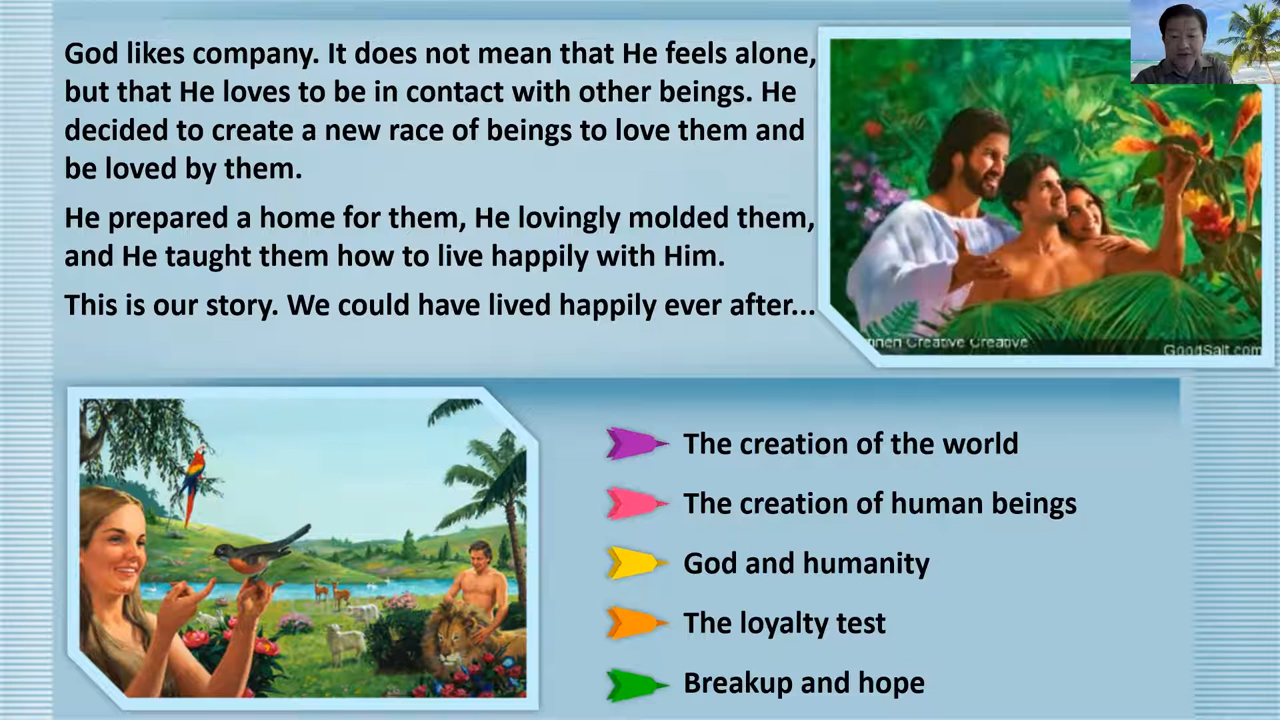 God likes company. It does not mean that He feels alone,
but that He loves to be in contact with other beings. He
decided to create a new race of beings to love them and
be loved by them.
He prepared a home for them, He lovingly molded them,
and He taught them how to live happily with Him.
This is our story. We could have lived happily ever after...
Creative Creative
GoodSalt.com
The creation of the world
The creation of human beings
God and humanity
The loyalty test
Breakup and hope